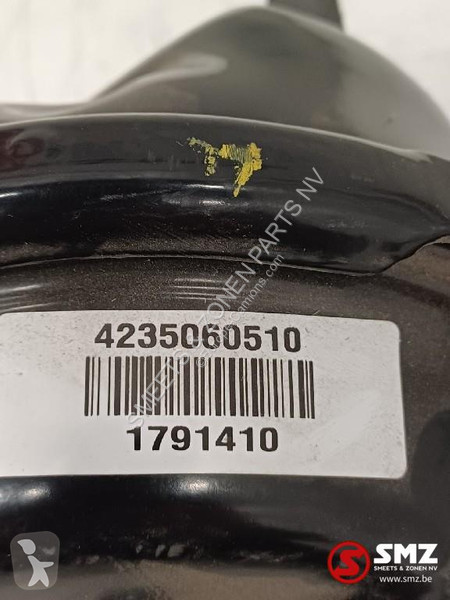 4235060510
1791410
SMEETS & ZONEN PARTS NV
SMZ
SMEETS & ZONEN NV
www.smz.be